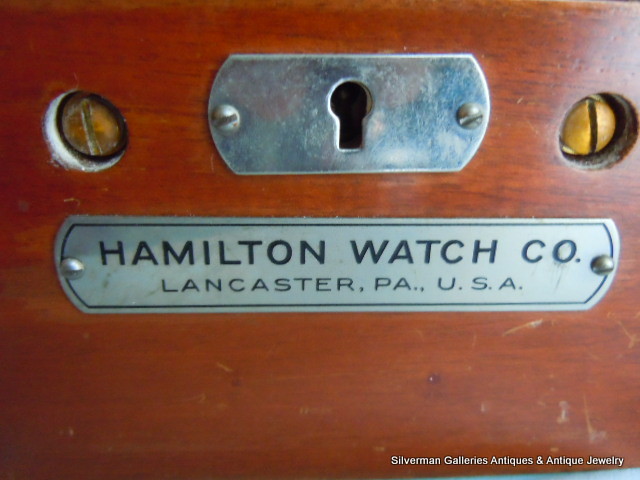 HAMILTON WATCH CO.
LANCASTER, PA., U.S.A.
Silverman Galleries Antiques & Antique Jewelry